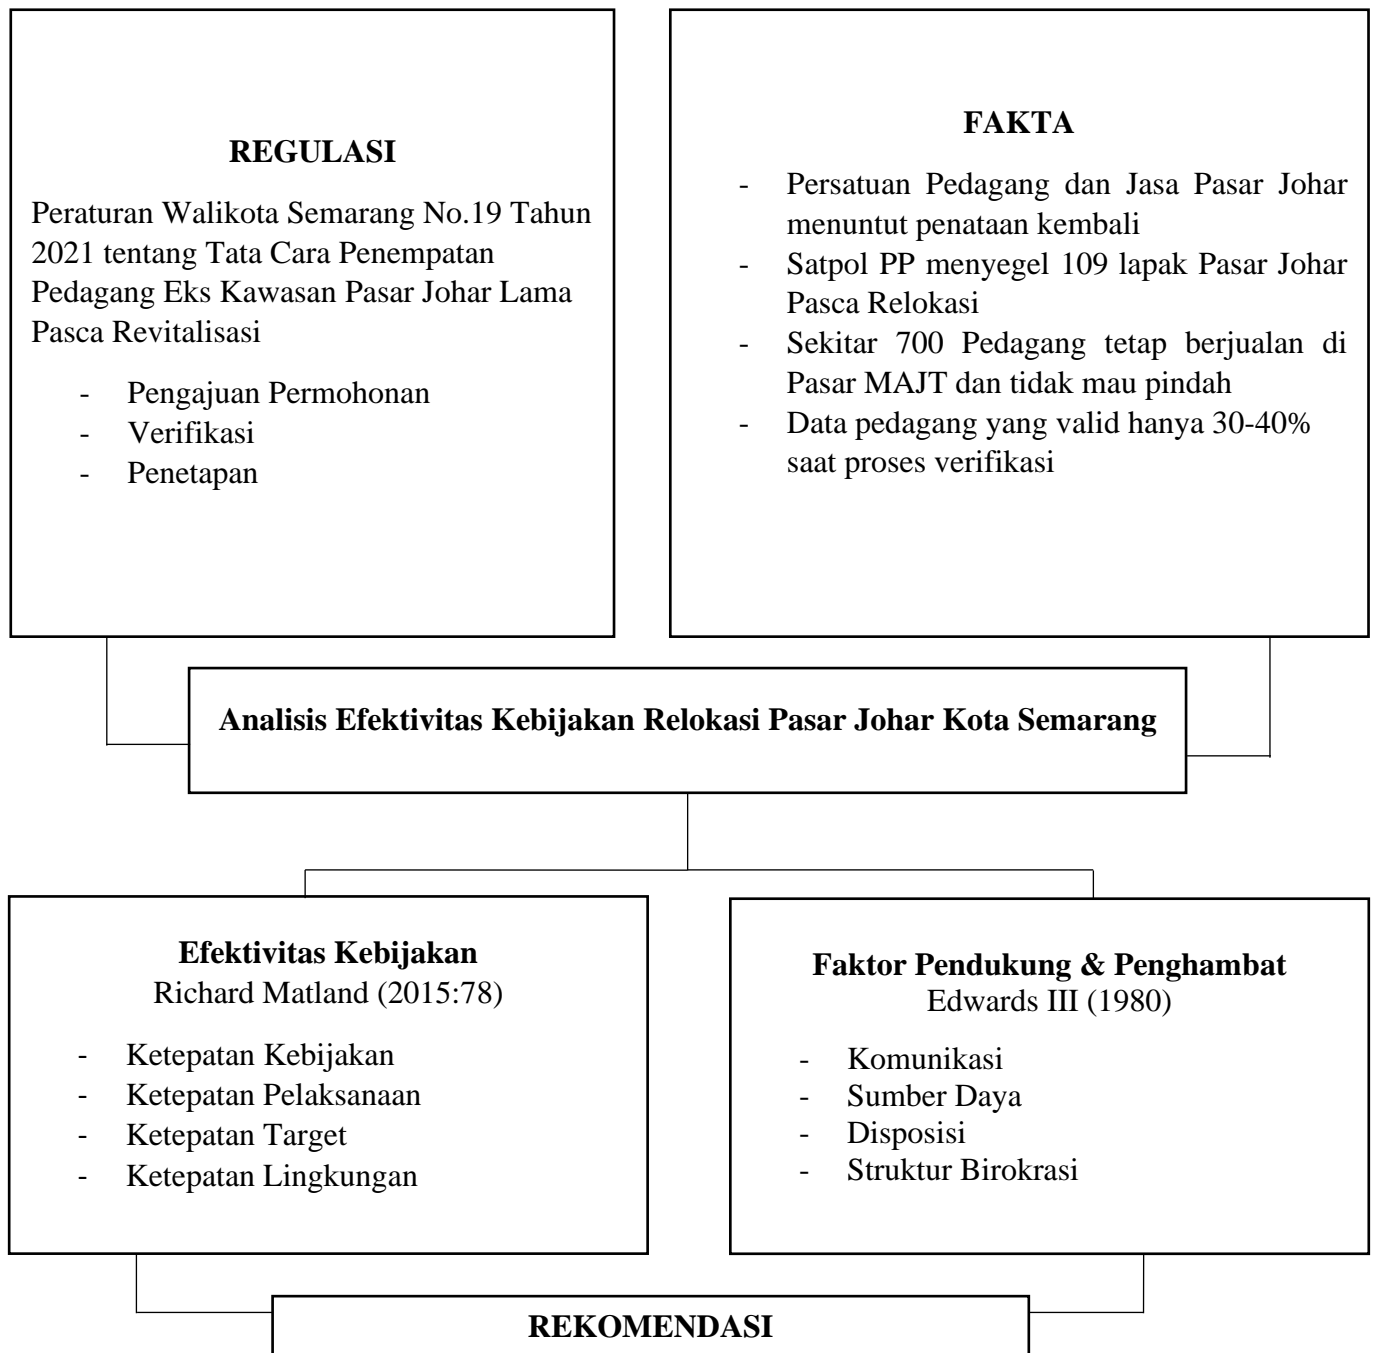 REGULASI
Peraturan Walikota Semarang No.19 Tahun
2021 tentang Tata Cara Penempatan
Pedagang Eks Kawasan Pasar Johar Lama
Pasca Revitalisasi
- Pengajuan Permohonan
- Verifikasi
- Penetapan
FAKTA
- Persatuan Pedagang dan Jasa Pasar Johar
menuntut penataan kembali
- Satpol PP menyegel 109 lapak Pasar Johar
Pasca Relokasi
- Sekitar 700 Pedagang tetap berjualan di
Pasar MAJT dan tidak mau pindah
- Data pedagang yang valid hanya 30-40%
saat proses verifikasi
Analisis Efektivitas Kebijakan Relokasi Pasar Johar Kota Semarang
Efektivitas Kebijakan
Richard Matland (2015:78)
- Ketepatan Kebijakan
- Ketepatan Pelaksanaan
- Ketepatan Target
- Ketepatan Lingkungan
Faktor Pendukung & Penghambat
Edwards III (1980)
- Komunikasi
- Sumber Daya
- Disposisi
- Struktur Birokrasi
REKOMENDASI